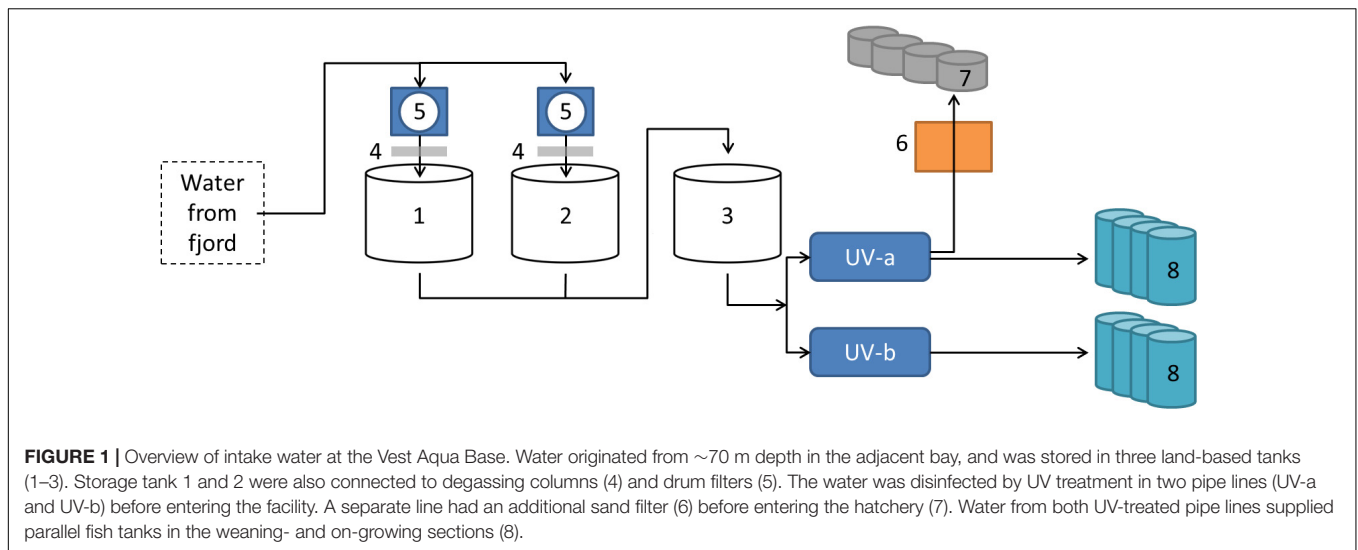 7
5
5
6
4
4
Water
from
fjord
1
2
3
UV-a
8
UV-b
8
FIGURE 1 | Overview of intake water at the Vest Aqua Base. Water originated from ∼70 m depth in the adjacent bay, and was stored in three land-based tanks
(1–3). Storage tank 1 and 2 were also connected to degassing columns (4) and drum filters (5). The water was disinfected by UV treatment in two pipe lines (UV-a
and UV-b) before entering the facility. A separate line had an additional sand filter (6) before entering the hatchery (7). Water from both UV-treated pipe lines supplied
parallel fish tanks in the weaning- and on-growing sections (8).